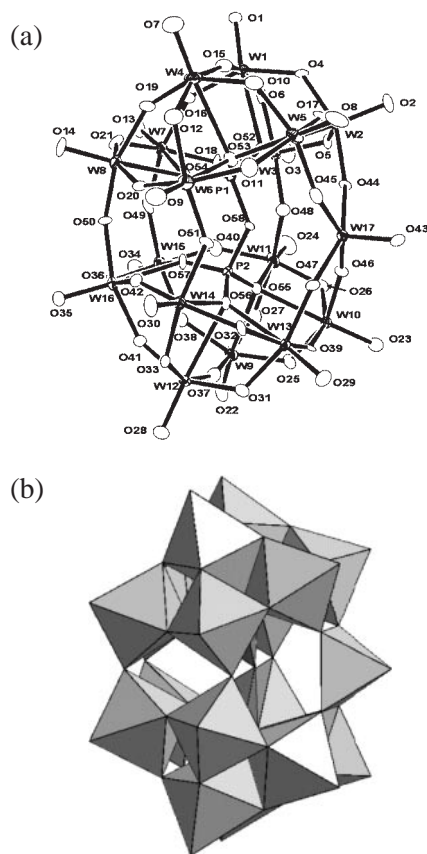 (a)
O7 O1
O15 W1 O4
W4 O10
O19 O6
O16 O17 O8 O2
O13 O12 W5
O14 O21 W7 O52 W2
O18 O53 W3 O3 O5
W8 O54 O11
W6 P1 O45 O44
O20 O9 O48
O49 O58
O50 O51 W17 O43
O40 W11 O24
O34 W15 O47 O46
O36 O57 P2
W16 O42 O55 O26
O35 W14 O56
O30 O27 W10
O38 O32 W13 O23
O41 O39
O33 W9 O25
W12 O29
O37 O22 O31
O28
(b)